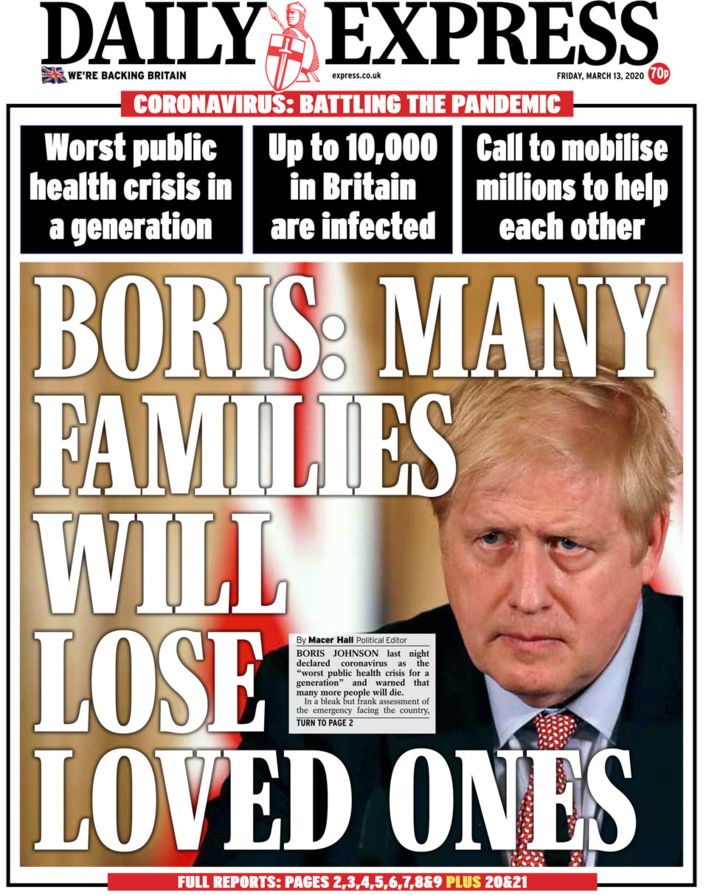 DAILY EXPRESS
WE'RE BACKING BRITAIN
express.co.uk
FRIDAY, MARCH 13, 2020 70p
CORONAVIRUS: BATTLING THE PANDEMIC
Worst public
health crisis in
a generation
Up to 10,000
in Britain
are infected
Call to mobilise
millions to help
each other
BORIS: MANY
FAMILIES
WILL
LOSE
LOVED ONES
By Macer Hall Political Editor
BORIS JOHNSON last night
declared coronavirus as the
“worst public health crisis for a
generation” and warned that
many more people will die.
In a bleak but frank assessment of
the emergency facing the country,
TURN TO PAGE 2
FULL REPORTS: PAGES 2,3,4,5,6,7,8&9 PLUS 20&21